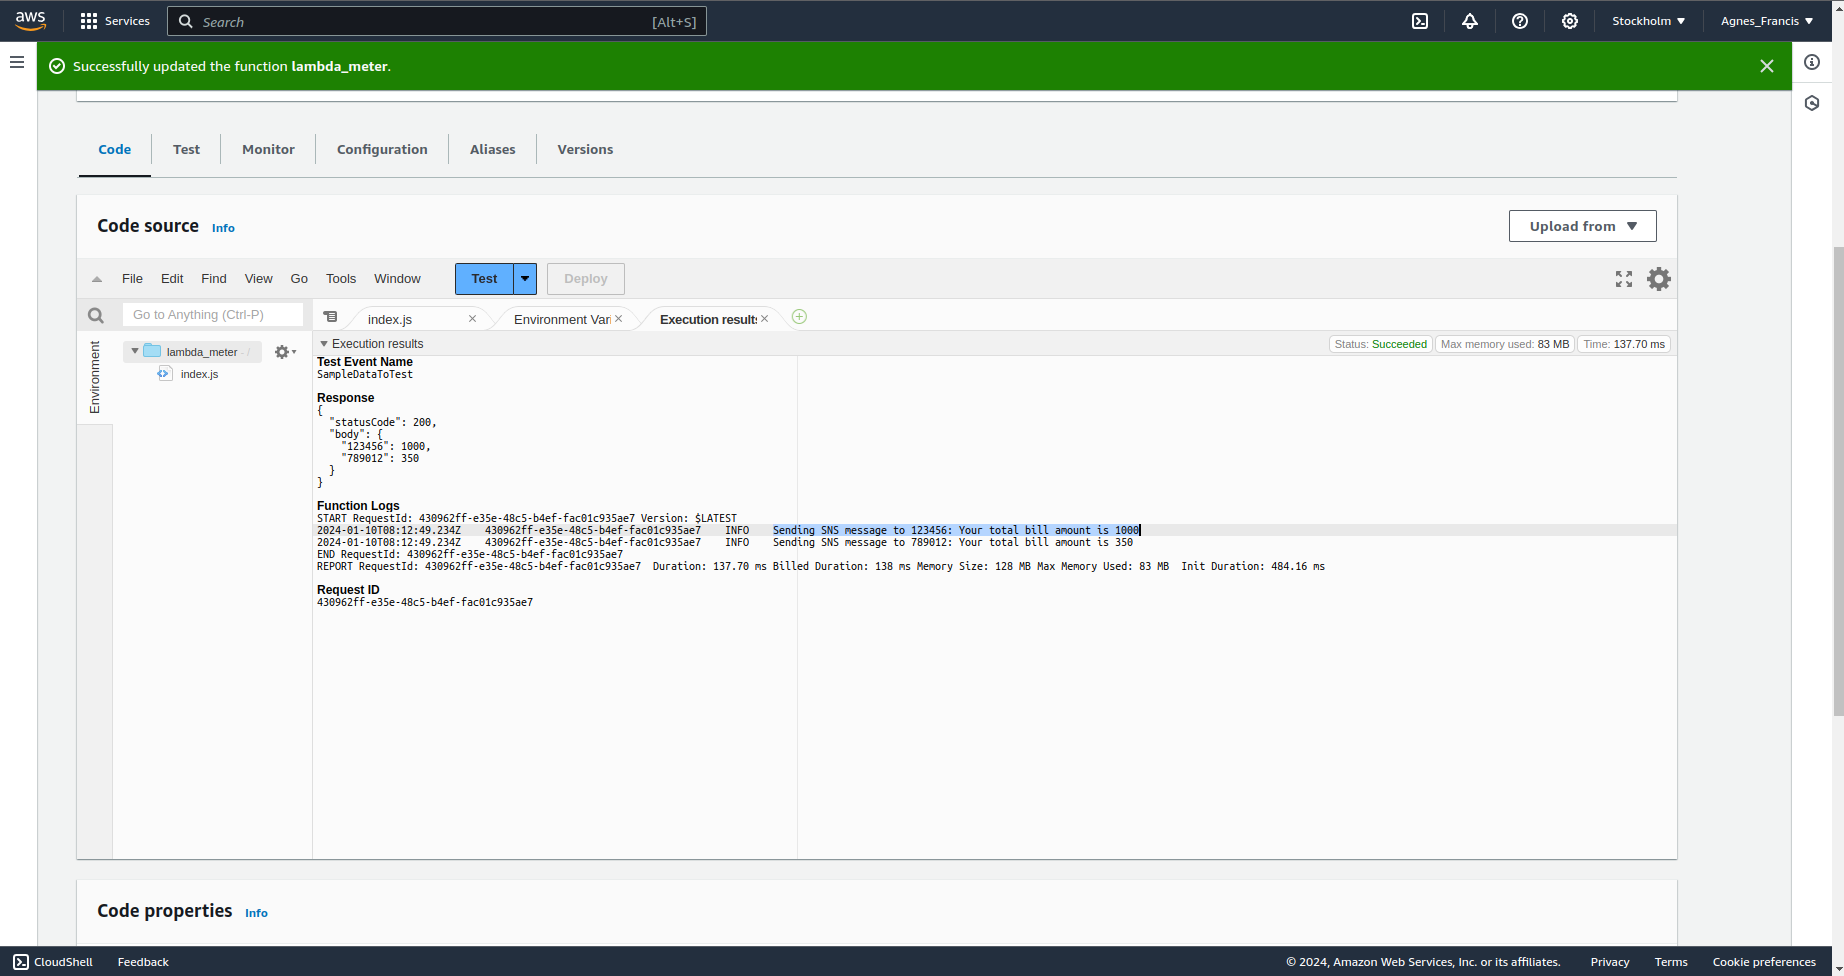 aws Services Search [Alt+S] Stockholm Agnes_Francis
Successfully updated the function lambda_meter.
Code Test Monitor Configuration Aliases Versions
Code source Info Upload from
File Edit Find View Go Tools Window Test Deploy
Go to Anything (Ctrl-P) index.js Environment Vari Execution results
Execution results Status: Succeeded Max memory used: 83 MB Time: 137.70 ms
Environment
lambda_meter - /
index.js
Test Event Name
SampleDataToTest
Response
{
"statusCode": 200,
"body": {
"123456": 1000,
"789012": 350
}
}
Function Logs
START RequestId: 430962ff-e35e-48c5-b4ef-fac01c935ae7 Version: $LATEST
2024-01-10T08:12:49.234Z 430962ff-e35e-48c5-b4ef-fac01c935ae7 INFO Sending SNS message to 123456: Your total bill amount is 1000
2024-01-10T08:12:49.234Z 430962ff-e35e-48c5-b4ef-fac01c935ae7 INFO Sending SNS message to 789012: Your total bill amount is 350
END RequestId: 430962ff-e35e-48c5-b4ef-fac01c935ae7
REPORT RequestId: 430962ff-e35e-48c5-b4ef-fac01c935ae7 Duration: 137.70 ms Billed Duration: 138 ms Memory Size: 128 MB Max Memory Used: 83 MB Init Duration: 484.16 ms
Request ID
430962ff-e35e-48c5-b4ef-fac01c935ae7
Code properties Info
CloudShell Feedback © 2024, Amazon Web Services, Inc. or its affiliates. Privacy Terms Cookie preferences